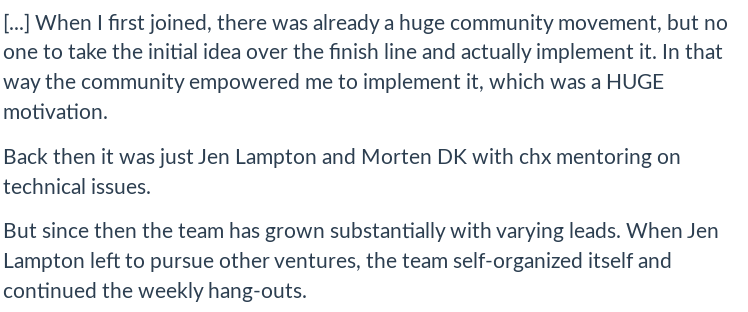 [...] When I first joined, there was already a huge community movement, but no
one to take the initial idea over the finish line and actually implement it. In that
way the community empowered me to implement it, which was a HUGE
motivation.
Back then it was just Jen Lampton and Morten DK with chx mentoring on
technical issues.
But since then the team has grown substantially with varying leads. When Jen
Lampton left to pursue other ventures, the team self-organized itself and
continued the weekly hang-outs.